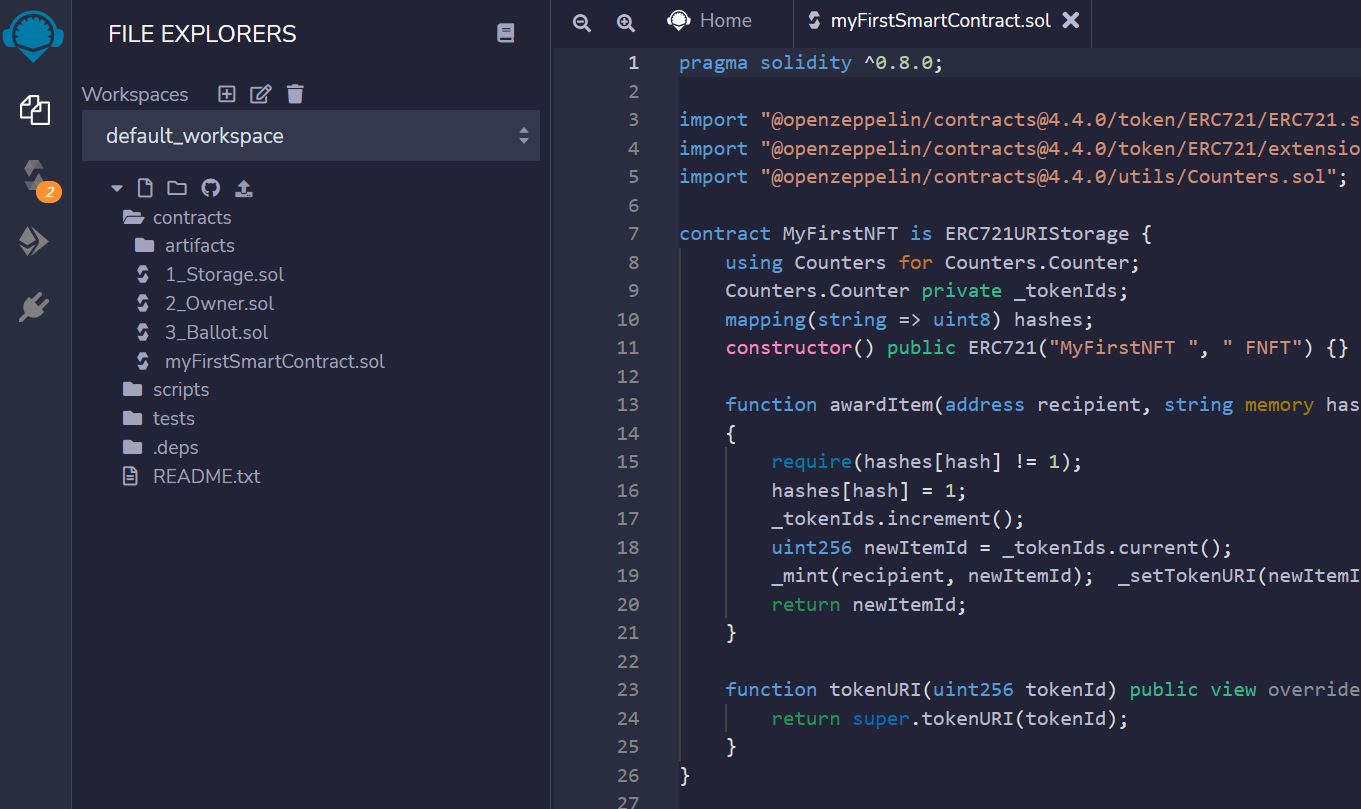 FILE EXPLORERS
Workspaces
default_workspace
2
contracts
artifacts
1_Storage.sol
2_Owner.sol
3_Ballot.sol
myFirstSmartContract.sol
scripts
tests
.deps
README.txt
Home
myFirstSmartContract.sol
1 pragma solidity ^0.8.0;
2
3 import "@openzeppelin/contracts@4.4.0/token/ERC721/ERC721.s
4 import "@openzeppelin/contracts@4.4.0/token/ERC721/extensio
5 import "@openzeppelin/contracts@4.4.0/utils/Counters.sol";
6
7 contract MyFirstNFT is ERC721URIStorage {
8 using Counters for Counters.Counter;
9 Counters.Counter private _tokenIds;
10 mapping(string => uint8) hashes;
11 constructor() public ERC721("MyFirstNFT ", " FNFT") {}
12
13 function awardItem(address recipient, string memory has
14 {
15 require(hashes[hash] != 1);
16 hashes[hash] = 1;
17 _tokenIds.increment();
18 uint256 newItemId = _tokenIds.current();
19 _mint(recipient, newItemId);  _setTokenURI(newItemI
20 return newItemId;
21 }
22
23 function tokenURI(uint256 tokenId) public view override
24 return super.tokenURI(tokenId);
25 }
26 }
27